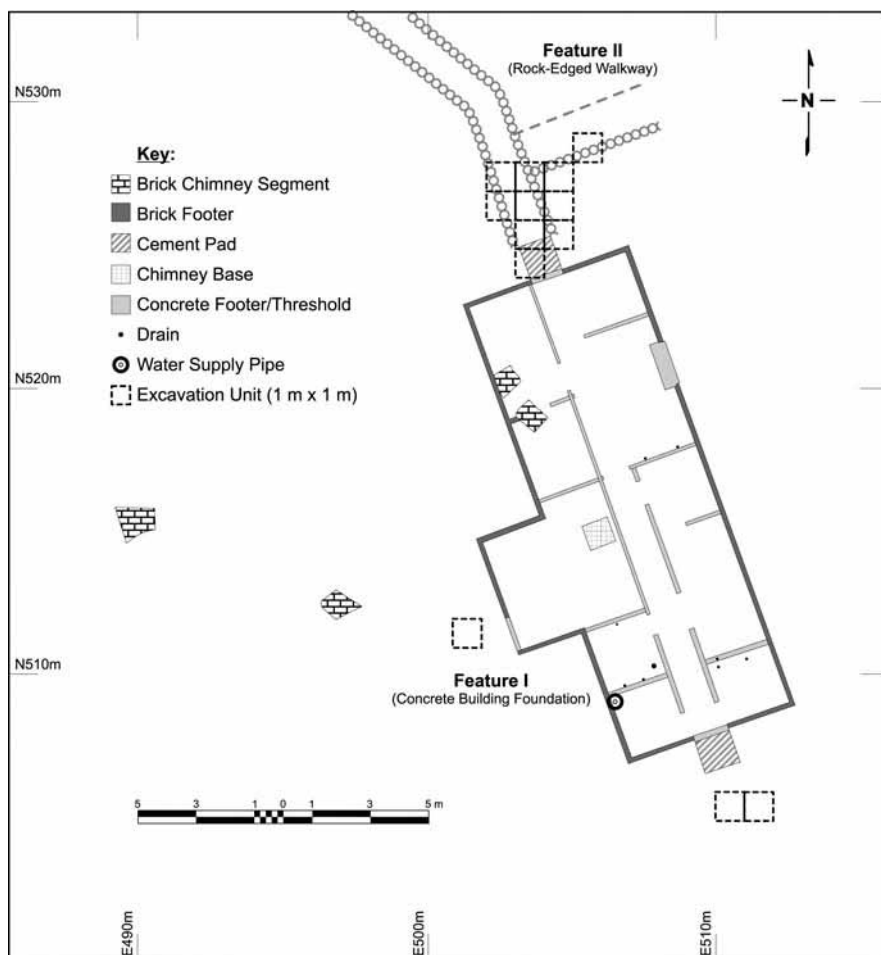 Feature II
(Rock-Edged Walkway)
N530m
N
Key:
Brick Chimney Segment
Brick Footer
Cement Pad
Chimney Base
Concrete Footer/Threshold
Drain
Water Supply Pipe
Excavation Unit (1 m x 1 m)
N520m
N510m
Feature I
(Concrete Building Foundation)
5 3 1 0 1 3 5 m
E490m
E500m
E510m